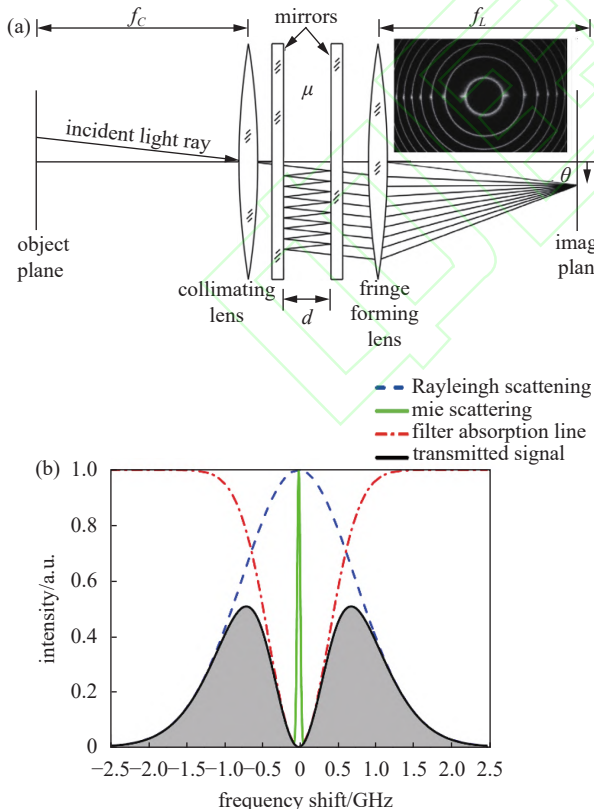 (a)
f_C
mirrors
f_L
μ
incident light ray
θ
object
plane
imag
plan
collimating
lens
d
fringe
forming
lens
Rayleingh scattening
mie scattering
filter absorption line
transmitted signal
(b)
1.0
0.8
0.6
0.4
0.2
0
intensity/a.u.
−2.5 −2.0 −1.5 −1.0 −0.5 0 0.5 1.0 1.5 2.0 2.5
frequency shift/GHz